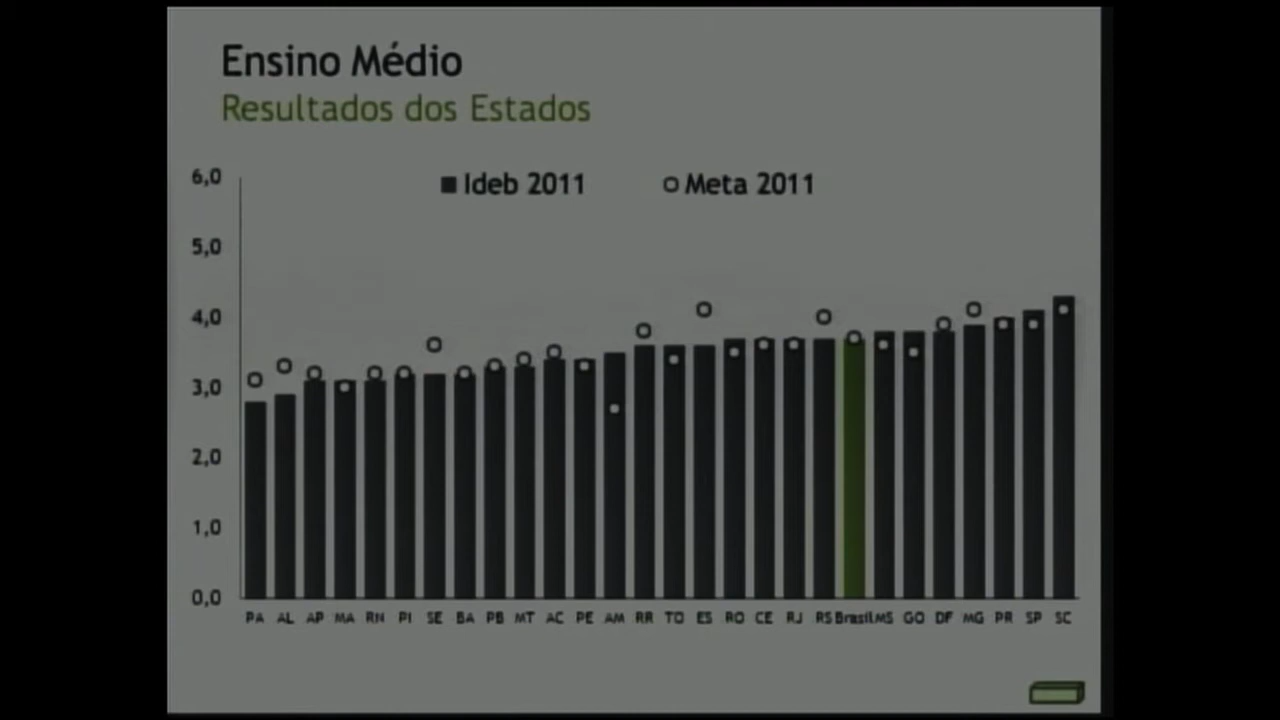 Ensino Médio
Resultados dos Estados
Ideb 2011 Meta 2011
6,0
5,0
4,0
3,0
2,0
1,0
0,0
PA AL AP MA RN PI SE BA PB MT AC PE AM RR TO ES RO CE RJ RS Brasil MS GO DF MG PR SP SC